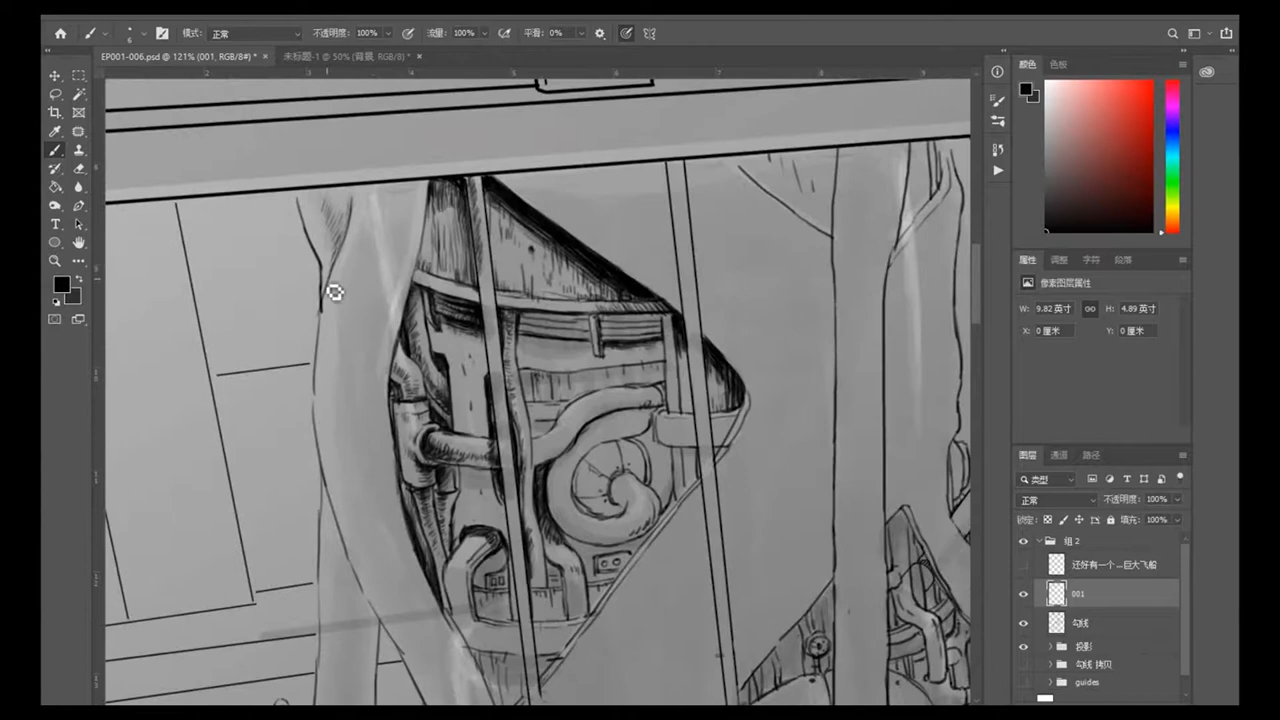 模式: 正常 不透明度: 100% 流量: 100% 平滑: 0%
EP001-006.psd @ 121% (001, RGB/8#) * × 未标题-1 @ 50% (背景, RGB/8) * ×
颜色 色板
属性 调整 字符 段落
像素图层属性
W: 9.82 英寸 H: 4.89 英寸
X: 0 厘米 Y: 0 厘米
图层 通道 路径
类型
正常 不透明度: 100%
锁定: 填充: 100%
组 2
还好有一个 ...巨大飞船
001
勾线
投影
勾线 拷贝
guides